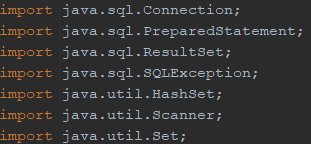 import java.sql.Connection;
import java.sql.PreparedStatement;
import java.sql.ResultSet;
import java.sql.SQLException;
import java.util.HashSet;
import java.util.Scanner;
import java.util.Set;